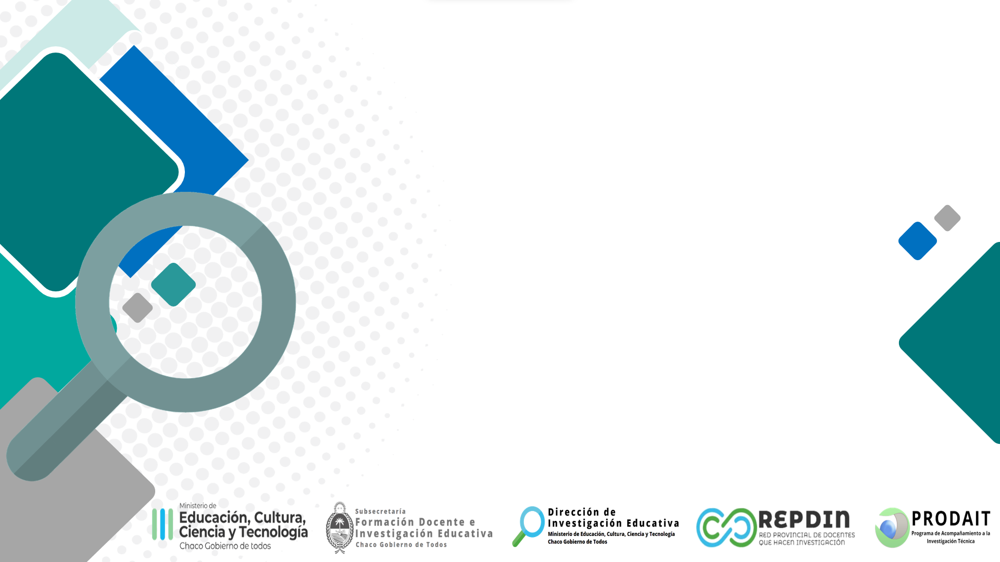 Ministerio de
Educación, Cultura,
Ciencia y Tecnología
Chaco Gobierno de todos
Subsecretaría
Formación Docente e
Investigación Educativa
Chaco Gobierno de Todos
Dirección de
Investigación Educativa
Ministerio de Educación, Cultura, Ciencia y Tecnología
Chaco Gobierno de Todos
REPDIN
RED PROVINCIAL DE DOCENTES
QUE HACEN INVESTIGACIÓN
PRODAIT
Programa de Acompañamiento a la
Investigación Técnica